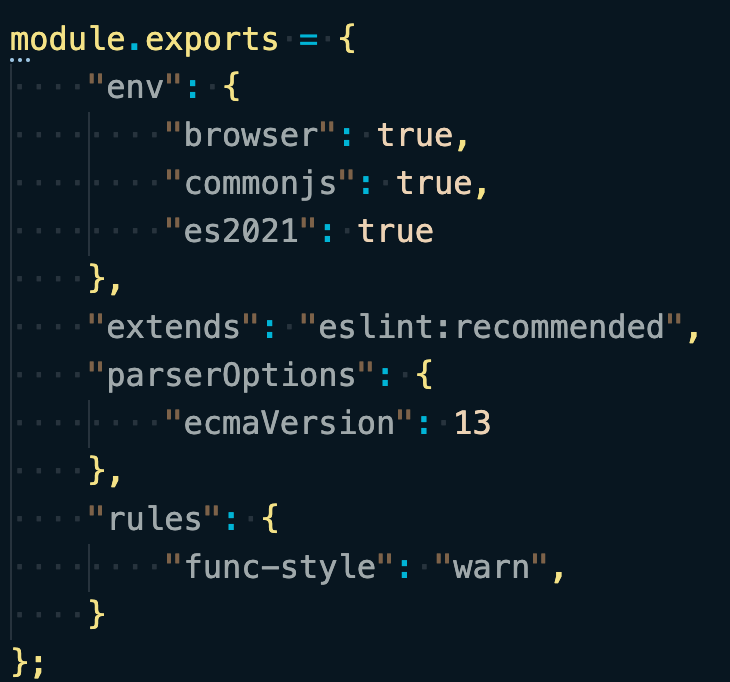 module.exports = {
    "env": {
        "browser": true,
        "commonjs": true,
        "es2021": true
    },
    "extends": "eslint:recommended",
    "parserOptions": {
        "ecmaVersion": 13
    },
    "rules": {
        "func-style": "warn",
    }
};